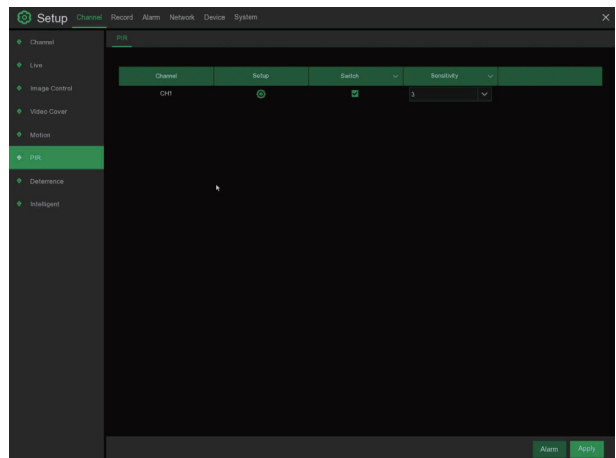 Setup Channel Record Alarm Network Device System
Channel
PIR
Live
Channel Setup Switch Sensitivity
Image Control
CH1 3
Video Cover
Motion
PIR
Deterrence
Intelligent
Alarm Apply